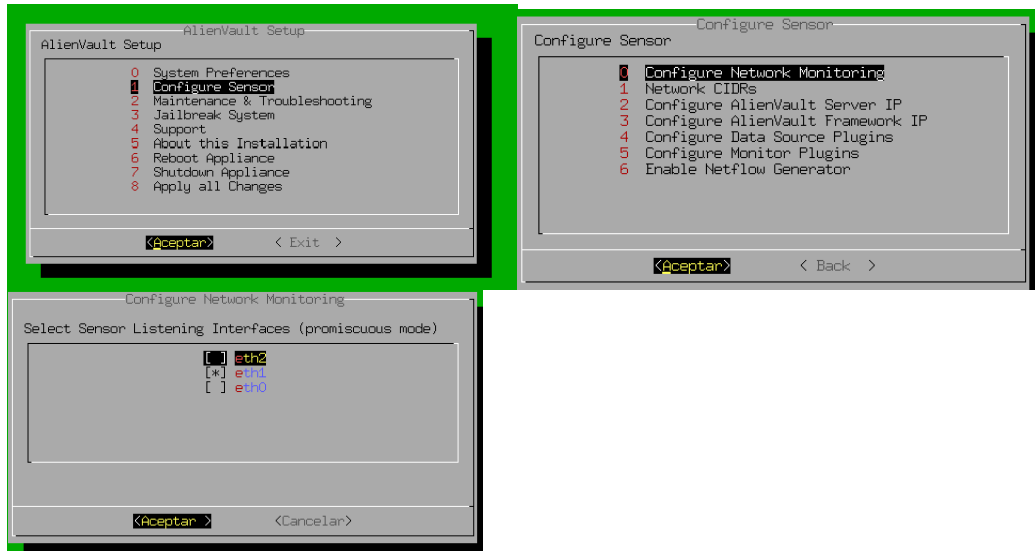 AlienVault Setup
AlienVault Setup
0 System Preferences
1 Configure Sensor
2 Maintenance & Troubleshooting
3 Jailbreak System
4 Support
5 About this Installation
6 Reboot Appliance
7 Shutdown Appliance
8 Apply all Changes
<Aceptar> < Exit >
Configure Sensor
Configure Sensor
0 Configure Network Monitoring
1 Network CIDRs
2 Configure AlienVault Server IP
3 Configure AlienVault Framework IP
4 Configure Data Source Plugins
5 Configure Monitor Plugins
6 Enable Netflow Generator
<Aceptar> < Back >
Configure Network Monitoring
Select Sensor Listening Interfaces (promiscuous mode)
[ ] eth2
[*] eth1
[ ] eth0
<Aceptar > <Cancelar>